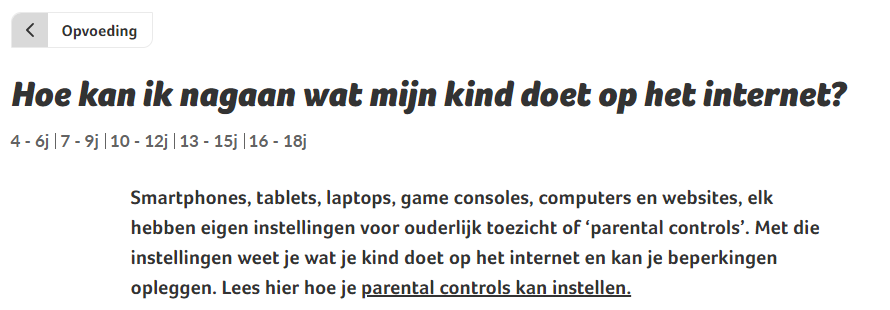 Opvoeding
Hoe kan ik nagaan wat mijn kind doet op het internet?
4 - 6j | 7 - 9j | 10 - 12j | 13 - 15j | 16 - 18j
Smartphones, tablets, laptops, game consoles, computers en websites, elk
hebben eigen instellingen voor ouderlijk toezicht of ‘parental controls’. Met die
instellingen weet je wat je kind doet op het internet en kan je beperkingen
opleggen. Lees hier hoe je parental controls kan instellen.